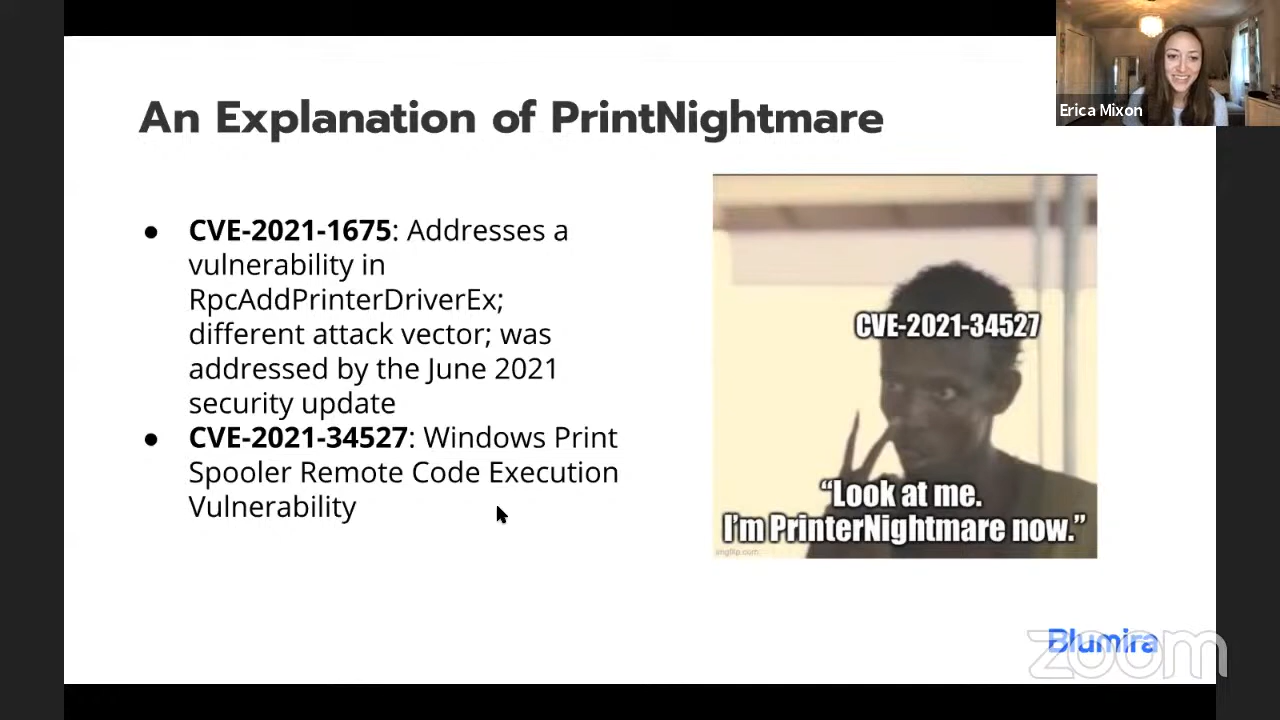 An Explanation of PrintNightmare
Erica Mixon
● CVE-2021-1675: Addresses a
vulnerability in
RpcAddPrinterDriverEx;
different attack vector; was
addressed by the June 2021
security update
● CVE-2021-34527: Windows Print
Spooler Remote Code Execution
Vulnerability
CVE-2021-34527
“Look at me.
I'm PrinterNightmare now.”
imgflip.com
Blumira
zoom